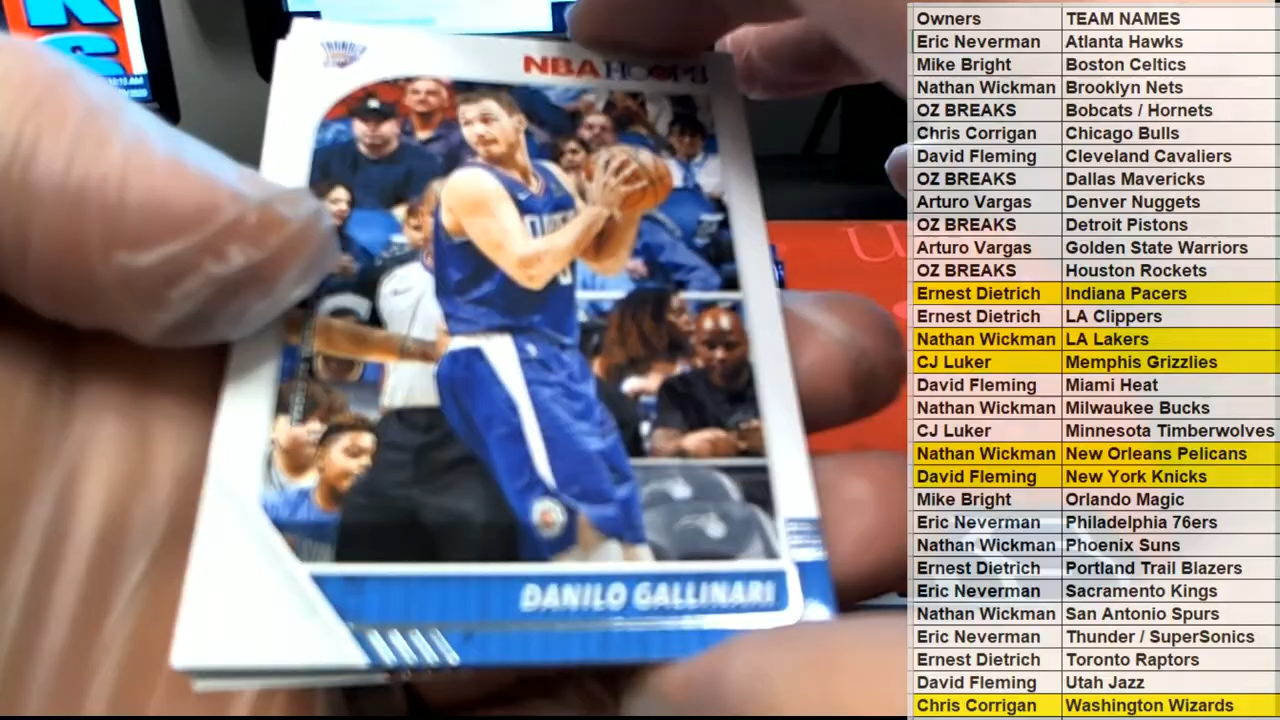 THUNDER
NBA HOOPS
DANILO GALLINARI
Owners TEAM NAMES
Eric Neverman Atlanta Hawks
Mike Bright Boston Celtics
Nathan Wickman Brooklyn Nets
OZ BREAKS Bobcats / Hornets
Chris Corrigan Chicago Bulls
David Fleming Cleveland Cavaliers
OZ BREAKS Dallas Mavericks
Arturo Vargas Denver Nuggets
OZ BREAKS Detroit Pistons
Arturo Vargas Golden State Warriors
OZ BREAKS Houston Rockets
Ernest Dietrich Indiana Pacers
Ernest Dietrich LA Clippers
Nathan Wickman LA Lakers
CJ Luker Memphis Grizzlies
David Fleming Miami Heat
Nathan Wickman Milwaukee Bucks
CJ Luker Minnesota Timberwolves
Nathan Wickman New Orleans Pelicans
David Fleming New York Knicks
Mike Bright Orlando Magic
Eric Neverman Philadelphia 76ers
Nathan Wickman Phoenix Suns
Ernest Dietrich Portland Trail Blazers
Eric Neverman Sacramento Kings
Nathan Wickman San Antonio Spurs
Eric Neverman Thunder / SuperSonics
Ernest Dietrich Toronto Raptors
David Fleming Utah Jazz
Chris Corrigan Washington Wizards